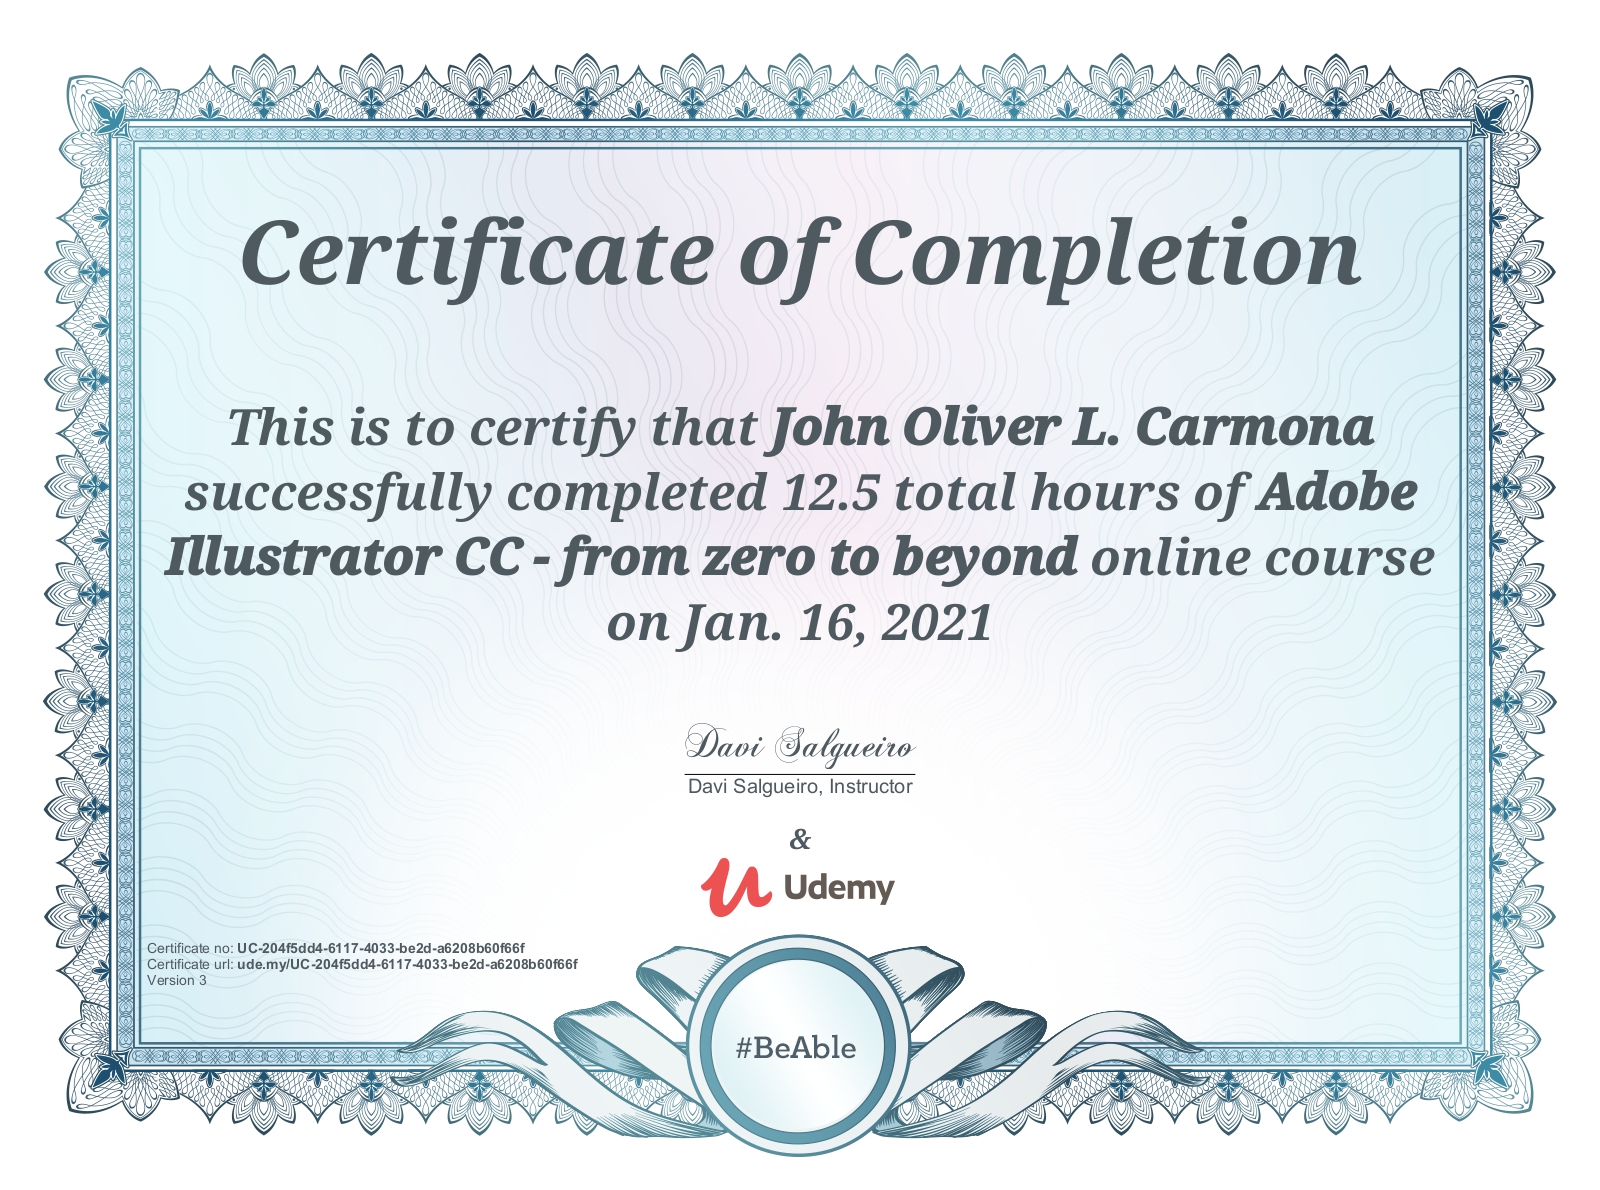 Certificate of Completion
This is to certify that John Oliver L. Carmona
successfully completed 12.5 total hours of Adobe
Illustrator CC - from zero to beyond online course
on Jan. 16, 2021
Davi Salgueiro
Davi Salgueiro, Instructor
&
Udemy
Certificate no: UC-204f5dd4-6117-4033-be2d-a6208b60f66f
Certificate url: ude.my/UC-204f5dd4-6117-4033-be2d-a6208b60f66f
Version 3
#BeAble